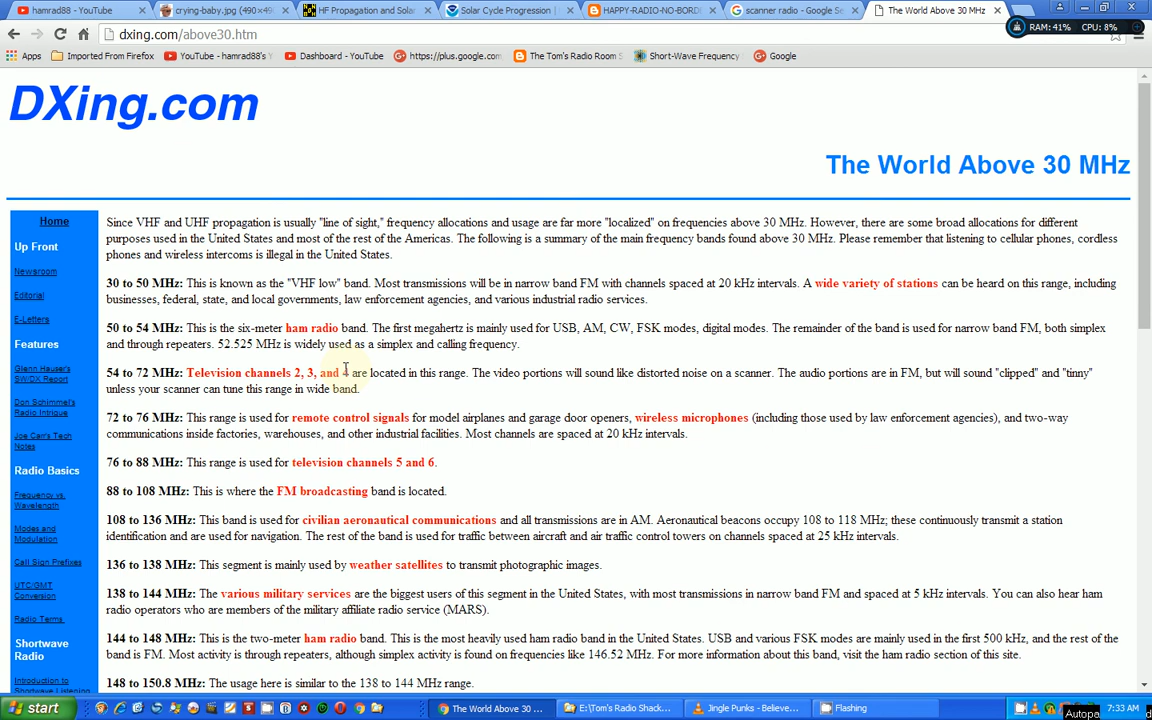 hamrad88 - YouTube
crying-baby.jpg (490×49
HF Propagation and Solar
Solar Cycle Progression |
HAPPY-RADIO-NO-BORD
scanner radio - Google Se
The World Above 30 MHz
dxing.com/above30.htm
RAM: 41% CPU: 8%
Apps
Imported From Firefox
YouTube - hamrad88's
Dashboard - YouTube
https://plus.google.com
The Tom's Radio Room
Short-Wave Frequency
Google
DXing.com
The World Above 30 MHz
Home
Up Front
Newsroom
Editorial
E-Letters
Features
Glenn Hauser's
SW/DX Report
Don Schimmel's
Radio Intrigue
Joe Carr's Tech
Notes
Radio Basics
Frequency vs.
Wavelength
Modes and
Modulation
Call Sign Prefixes
UTC/GMT
Conversion
Radio Terms
Shortwave
Radio
Introduction to
Shortwave Listening
Since VHF and UHF propagation is usually "line of sight," frequency allocations and usage are far more "localized" on frequencies above 30 MHz. However, there are some broad allocations for different
purposes used in the United States and most of the rest of the Americas. The following is a summary of the main frequency bands found above 30 MHz. Please remember that listening to cellular phones, cordless
phones and wireless intercoms is illegal in the United States.
30 to 50 MHz: This is known as the "VHF low" band. Most transmissions will be in narrow band FM with channels spaced at 20 kHz intervals. A wide variety of stations can be heard on this range, including
businesses, federal, state, and local governments, law enforcement agencies, and various industrial radio services.
50 to 54 MHz: This is the six-meter ham radio band. The first megahertz is mainly used for USB, AM, CW, FSK modes, digital modes. The remainder of the band is used for narrow band FM, both simplex
and through repeaters. 52.525 MHz is widely used as a simplex and calling frequency.
54 to 72 MHz: Television channels 2, 3, and 4 are located in this range. The video portions will sound like distorted noise on a scanner. The audio portions are in FM, but will sound "clipped" and "tinny"
unless your scanner can tune this range in wide band.
72 to 76 MHz: This range is used for remote control signals for model airplanes and garage door openers, wireless microphones (including those used by law enforcement agencies), and two-way
communications inside factories, warehouses, and other industrial facilities. Most channels are spaced at 20 kHz intervals.
76 to 88 MHz: This range is used for television channels 5 and 6.
88 to 108 MHz: This is where the FM broadcasting band is located.
108 to 136 MHz: This band is used for civilian aeronautical communications and all transmissions are in AM. Aeronautical beacons occupy 108 to 118 MHz; these continuously transmit a station
identification and are used for navigation. The rest of the band is used for traffic between aircraft and air traffic control towers on channels spaced at 25 kHz intervals.
136 to 138 MHz: This segment is mainly used by weather satellites to transmit photographic images.
138 to 144 MHz: The various military services are the biggest users of this segment in the United States, with most transmissions in narrow band FM and spaced at 5 kHz intervals. You can also hear ham
radio operators who are members of the military affiliate radio service (MARS).
144 to 148 MHz: This is the two-meter ham radio band. This is the most heavily used ham radio band in the United States. USB and various FSK modes are mainly used in the first 500 kHz, and the rest of the
band is FM. Most activity is through repeaters, although simplex activity is found on frequencies like 146.52 MHz. For more information about this band, visit the ham radio section of this site.
148 to 150.8 MHz: The usage here is similar to the 138 to 144 MHz range.
start
The World Above 30 ...
E:\Tom's Radio Shack...
Jingle Punks - Believe...
Flashing
7:33 AM
Autopa